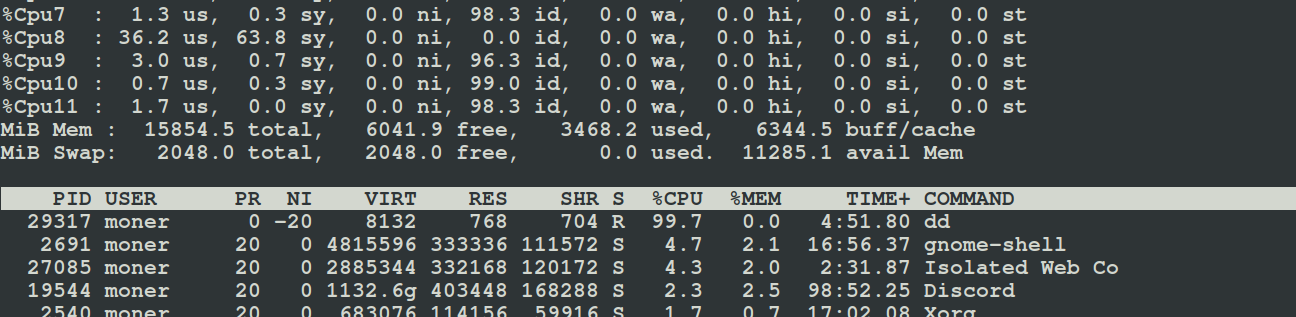 %Cpu7  :  1.3 us,  0.3 sy,  0.0 ni, 98.3 id,  0.0 wa,  0.0 hi,  0.0 si,  0.0 st
%Cpu8  : 36.2 us, 63.8 sy,  0.0 ni,  0.0 id,  0.0 wa,  0.0 hi,  0.0 si,  0.0 st
%Cpu9  :  3.0 us,  0.7 sy,  0.0 ni, 96.3 id,  0.0 wa,  0.0 hi,  0.0 si,  0.0 st
%Cpu10 :  0.7 us,  0.3 sy,  0.0 ni, 99.0 id,  0.0 wa,  0.0 hi,  0.0 si,  0.0 st
%Cpu11 :  1.7 us,  0.0 sy,  0.0 ni, 98.3 id,  0.0 wa,  0.0 hi,  0.0 si,  0.0 st
MiB Mem :  15854.5 total,   6041.9 free,   3468.2 used,   6344.5 buff/cache
MiB Swap:   2048.0 total,   2048.0 free,      0.0 used.  11285.1 avail Mem
    PID USER      PR  NI    VIRT    RES    SHR S  %CPU  %MEM     TIME+ COMMAND
  29317 moner      0 -20    8132    768    704 R  99.7   0.0   4:51.80 dd
   2691 moner     20   0 4815596 333336 111572 S   4.7   2.1  16:56.37 gnome-shell
  27085 moner     20   0 2885344 332168 120172 S   4.3   2.0   2:31.87 Isolated Web Co
  19544 moner     20   0 1132.6g 403448 168288 S   2.3   2.5  98:52.25 Discord
   2540 moner     20   0  683076 114156  59916 S   1.7   0.7  17:02.08 Xorg